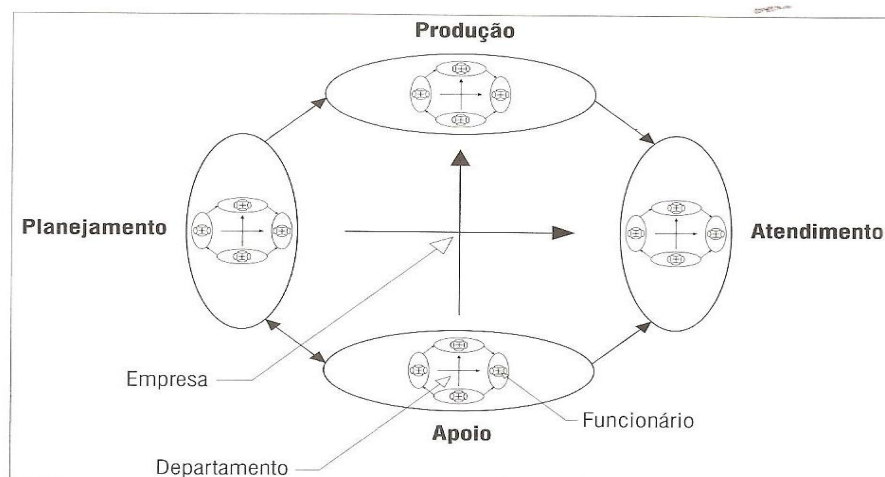 Produção
Planejamento
Atendimento
Empresa
Funcionário
Apoio
Departamento